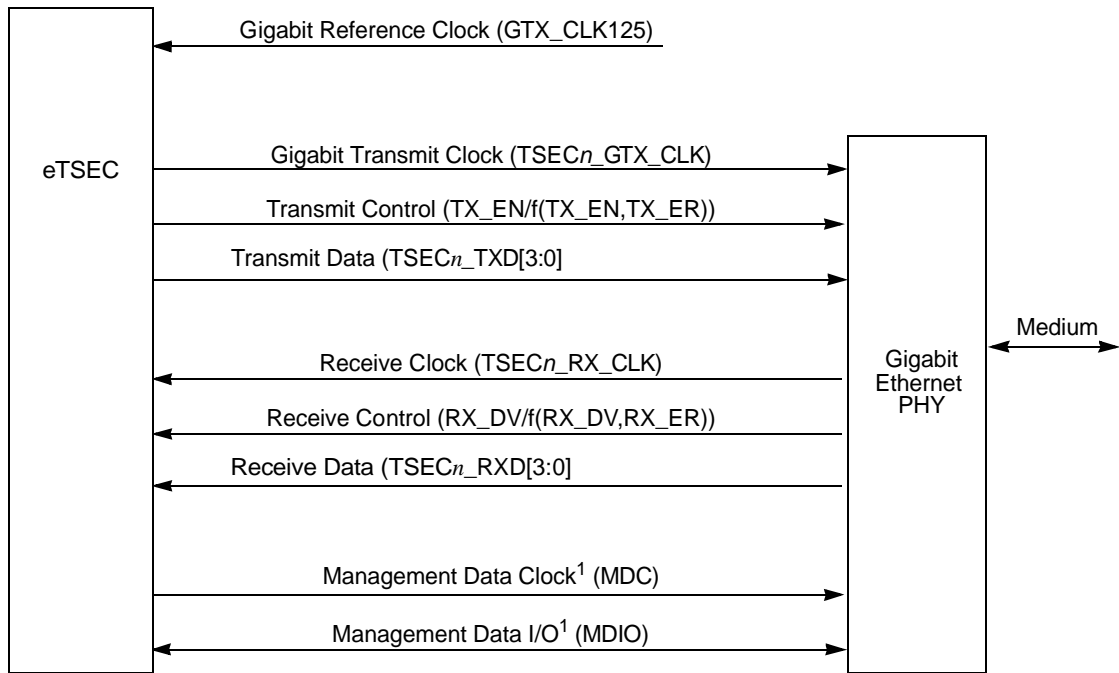 Gigabit Reference Clock (GTX_CLK125)
eTSEC
Gigabit Transmit Clock (TSECn_GTX_CLK)
Transmit Control (TX_EN/f(TX_EN,TX_ER))
Transmit Data (TSECn_TXD[3:0]
Medium
Receive Clock (TSECn_RX_CLK)
Gigabit
Ethernet
PHY
Receive Control (RX_DV/f(RX_DV,RX_ER))
Receive Data (TSECn_RXD[3:0]
Management Data Clock¹ (MDC)
Management Data I/O¹ (MDIO)